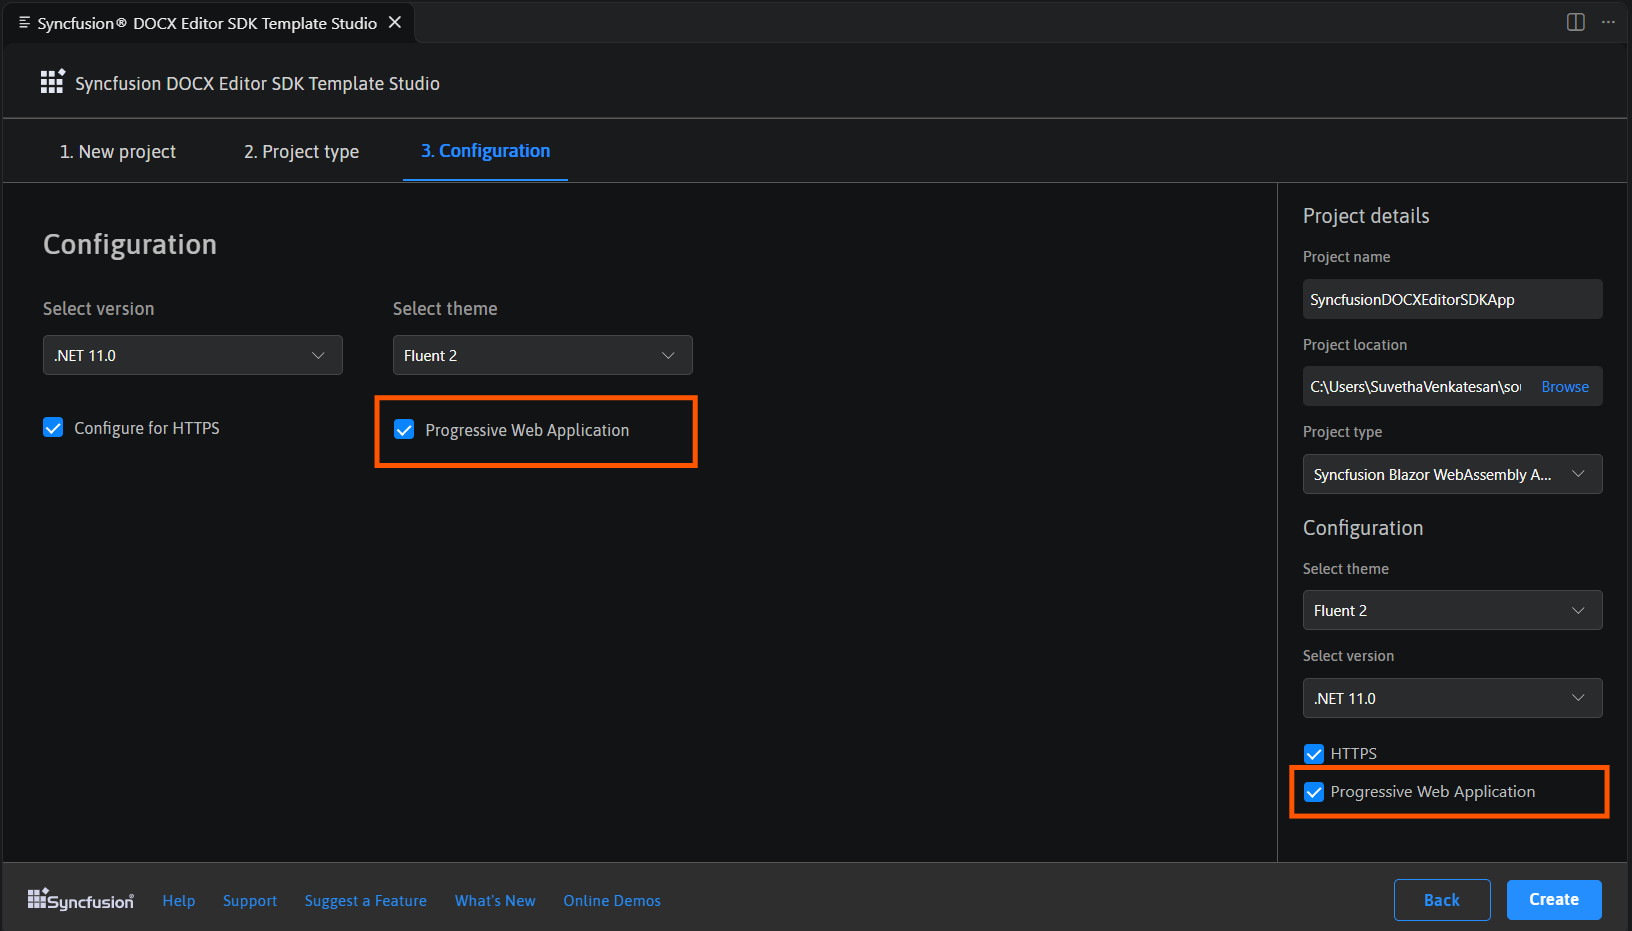 Syncfusion® DOCX Editor SDK Template Studio
Syncfusion DOCX Editor SDK Template Studio
1. New project
2. Project type
3. Configuration
Configuration
Select version
Select theme
.NET 11.0
Fluent 2
Configure for HTTPS
Progressive Web Application
Project details
Project name
SyncfusionDOCXEditorSDKApp
Project location
C:\Users\SuvethaVenkatesan\sou Browse
Project type
Syncfusion Blazor WebAssembly A...
Configuration
Select theme
Fluent 2
Select version
.NET 11.0
HTTPS
Progressive Web Application
Syncfusion® Help Support Suggest a Feature What's New Online Demos
Back
Create